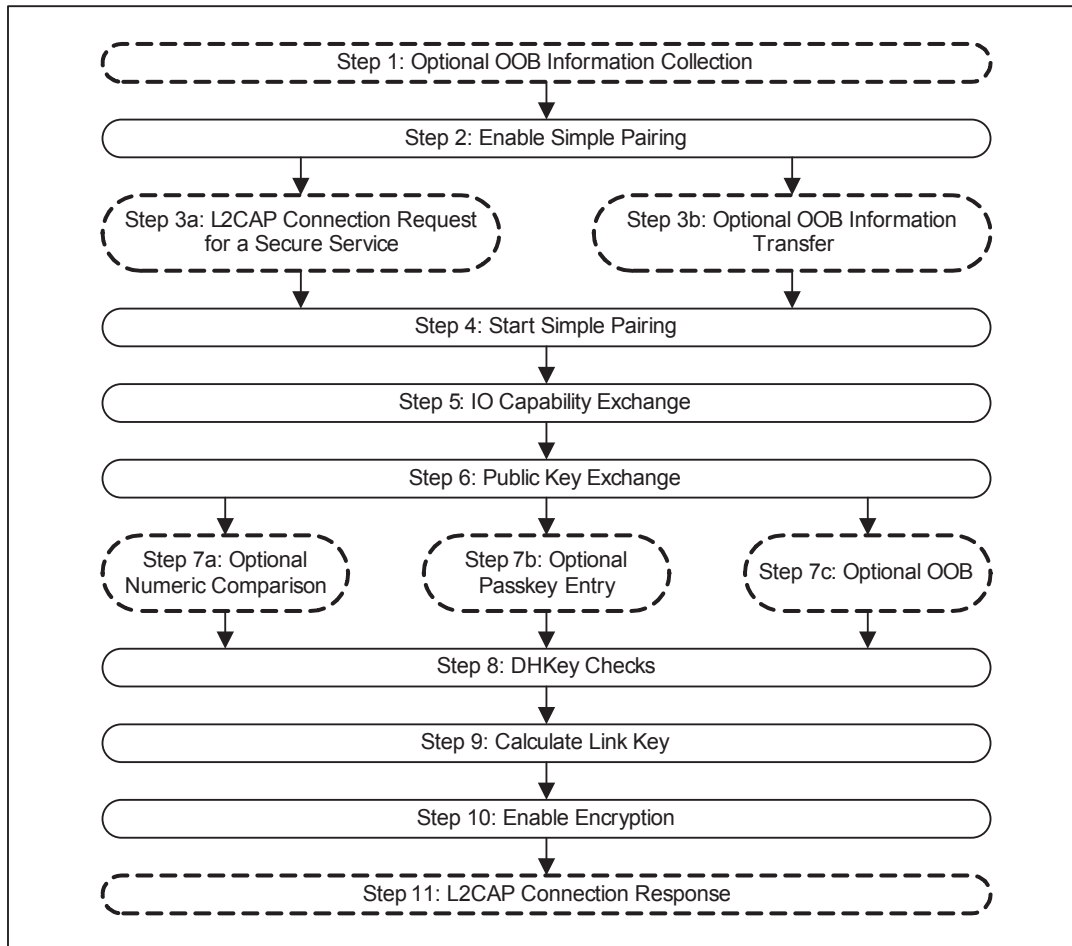 Step 1: Optional OOB Information Collection
Step 2: Enable Simple Pairing
Step 3a: L2CAP Connection Request
for a Secure Service
Step 3b: Optional OOB Information
Transfer
Step 4: Start Simple Pairing
Step 5: IO Capability Exchange
Step 6: Public Key Exchange
Step 7a: Optional
Numeric Comparison
Step 7b: Optional
Passkey Entry
Step 7c: Optional OOB
Step 8: DHKey Checks
Step 9: Calculate Link Key
Step 10: Enable Encryption
Step 11: L2CAP Connection Response